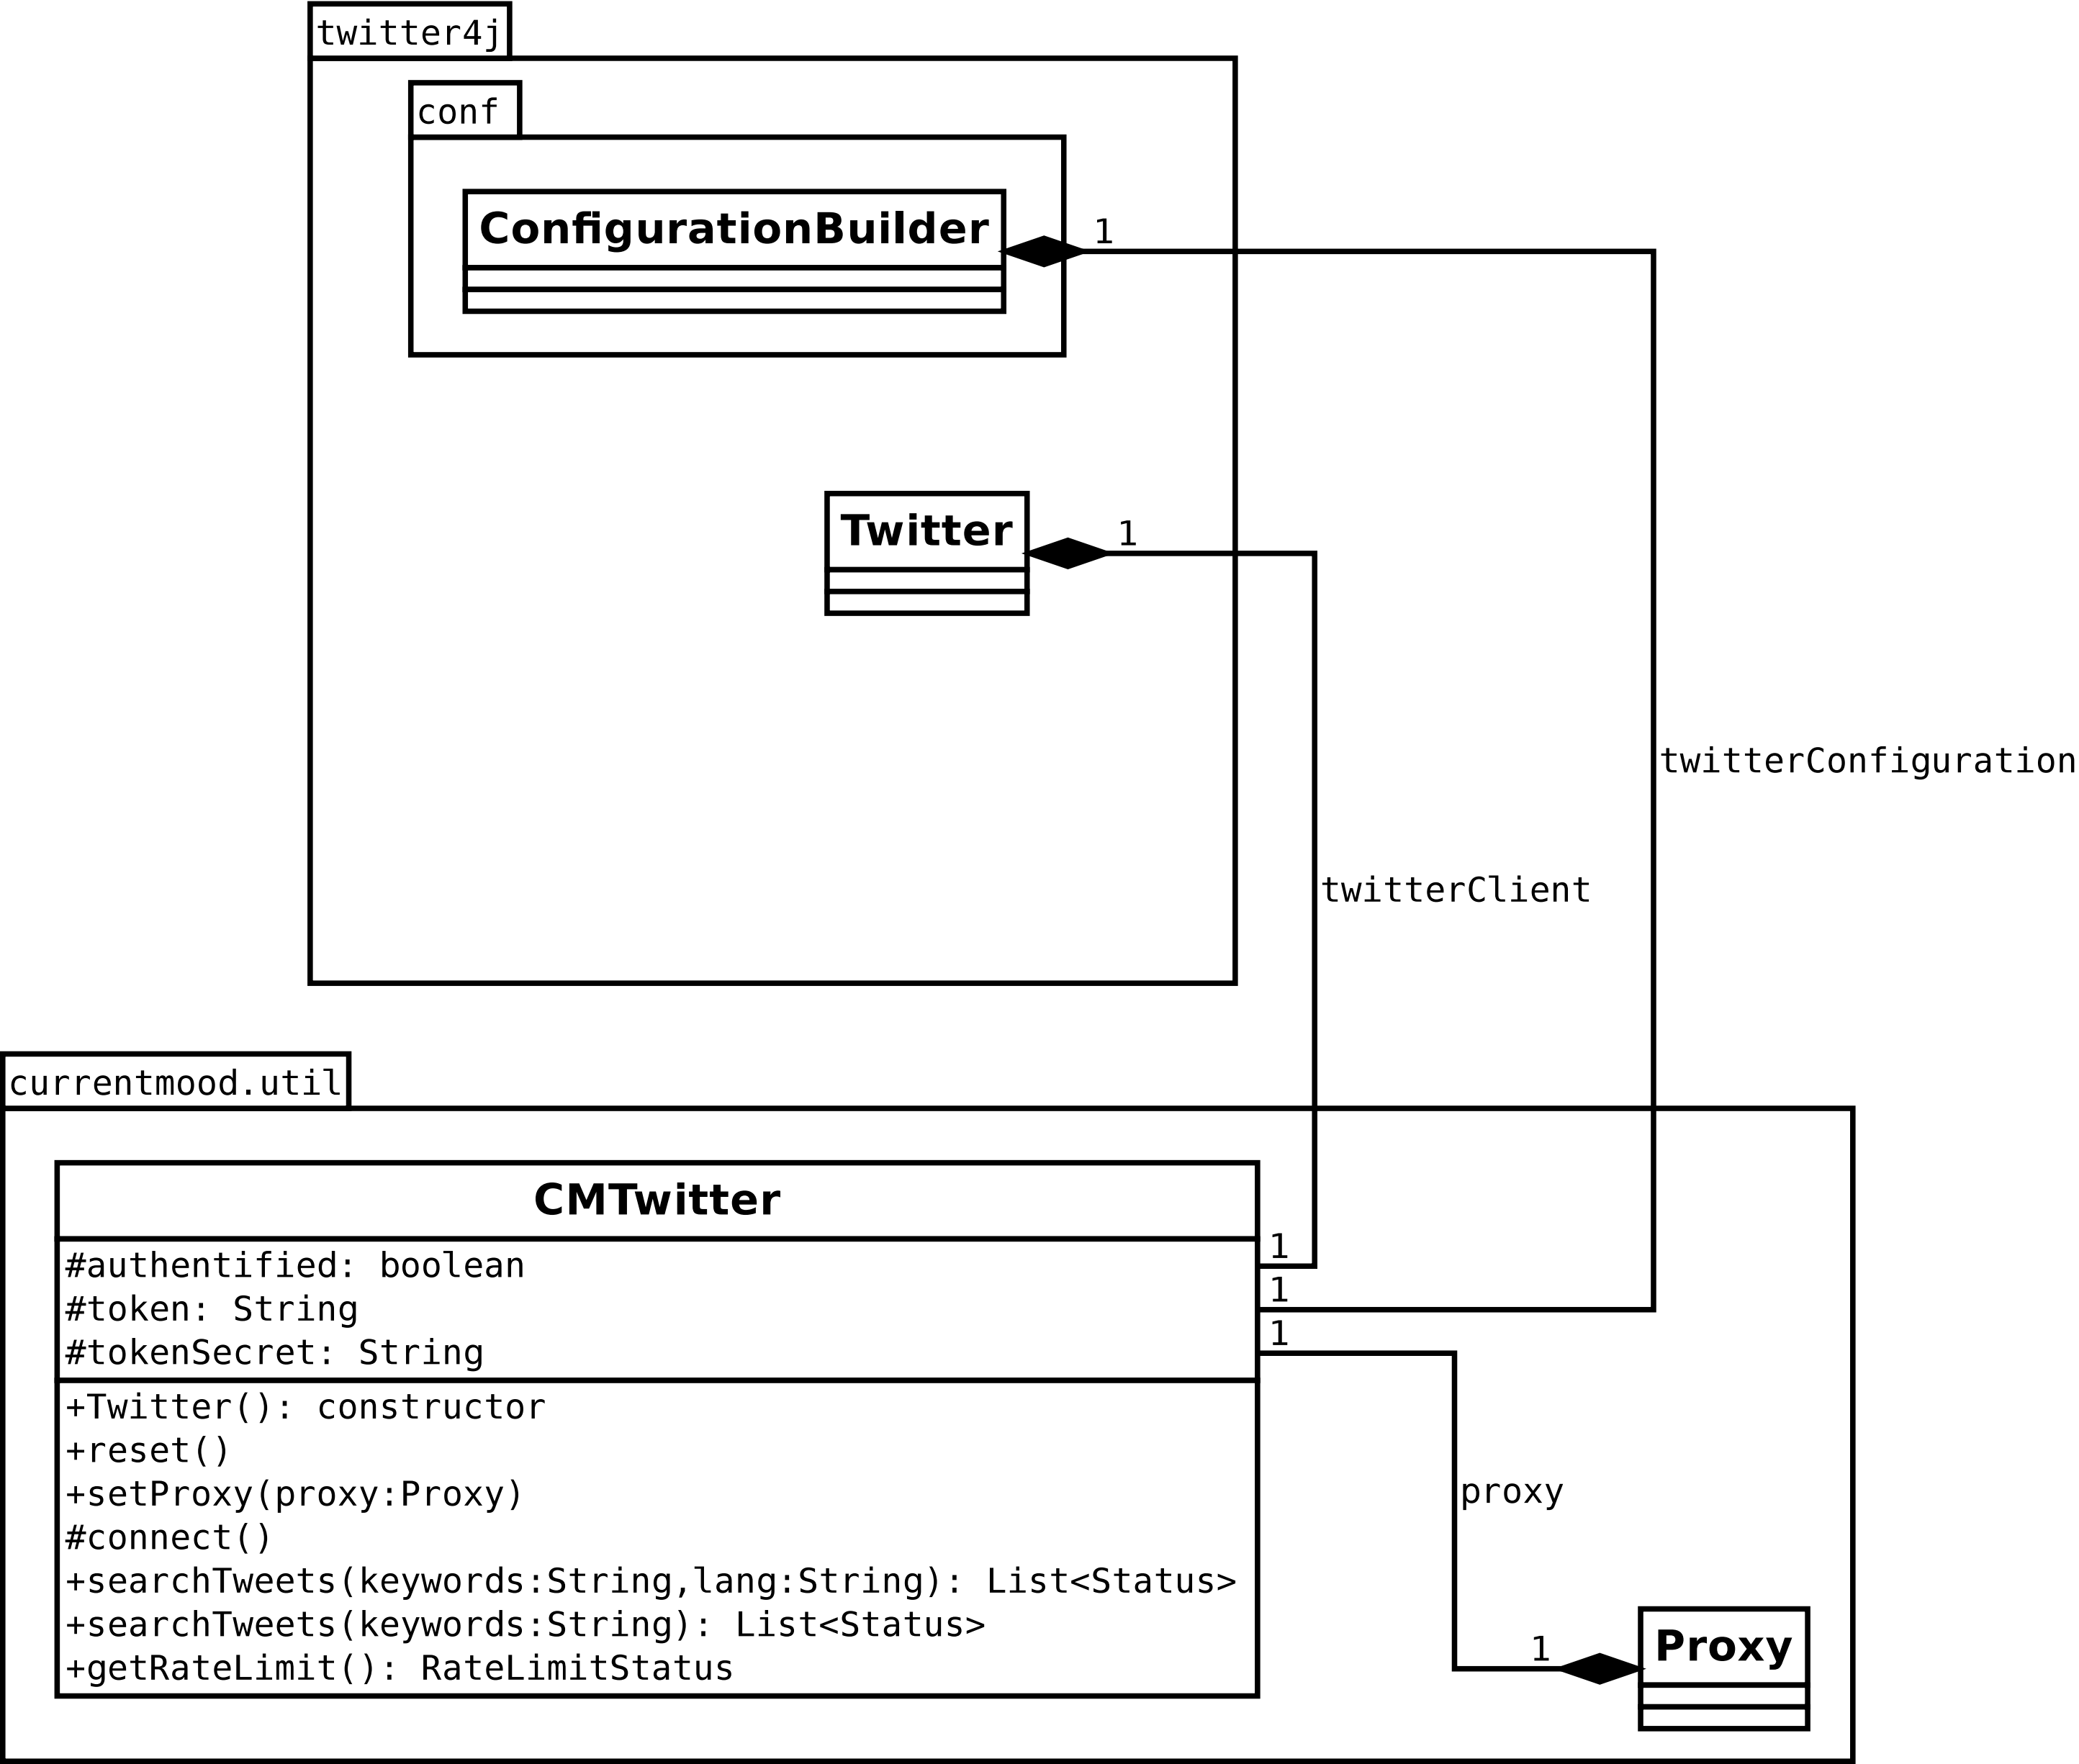 twitter4j
conf
ConfigurationBuilder
1
Twitter
1
twitterConfiguration
twitterClient
currentmood.util
CMTwitter
#authentified: boolean
#token: String
#tokenSecret: String
1
1
1
+Twitter(): constructor
+reset()
+setProxy(proxy:Proxy)
#connect()
+searchTweets(keywords:String,lang:String): List<Status>
+searchTweets(keywords:String): List<Status>
+getRateLimit(): RateLimitStatus
proxy
1
Proxy